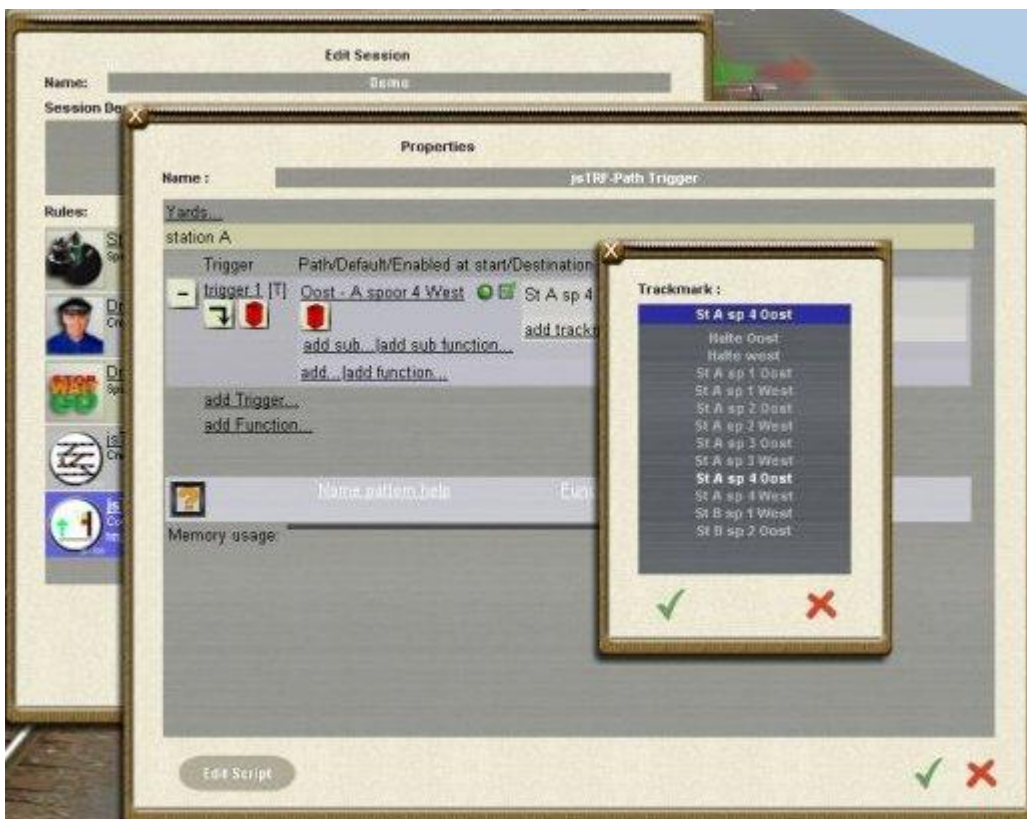 Edit Session
Name:
Demo
Session De
Properties
Name :
jsTRF-Path Trigger
Rules:
Yards...
station A
Trigger Path/Default/Enabled at start/Destination
trigger 1 [T] Oost - A spoor 4 West St A sp 4
add trackm
add sub...|add sub function...
add...|add function...
add Trigger...
add Function...
Name pattern help
Func
Memory usage:
Trackmark :
St A sp 4 Oost
Halte Oost
Halte west
St A sp 1 Oost
St A sp 1 West
St A sp 2 Oost
St A sp 2 West
St A sp 3 Oost
St A sp 3 West
St A sp 4 Oost
St A sp 4 West
St B sp 1 West
St B sp 2 Oost
STOP
WAIT
GO
Edit Script